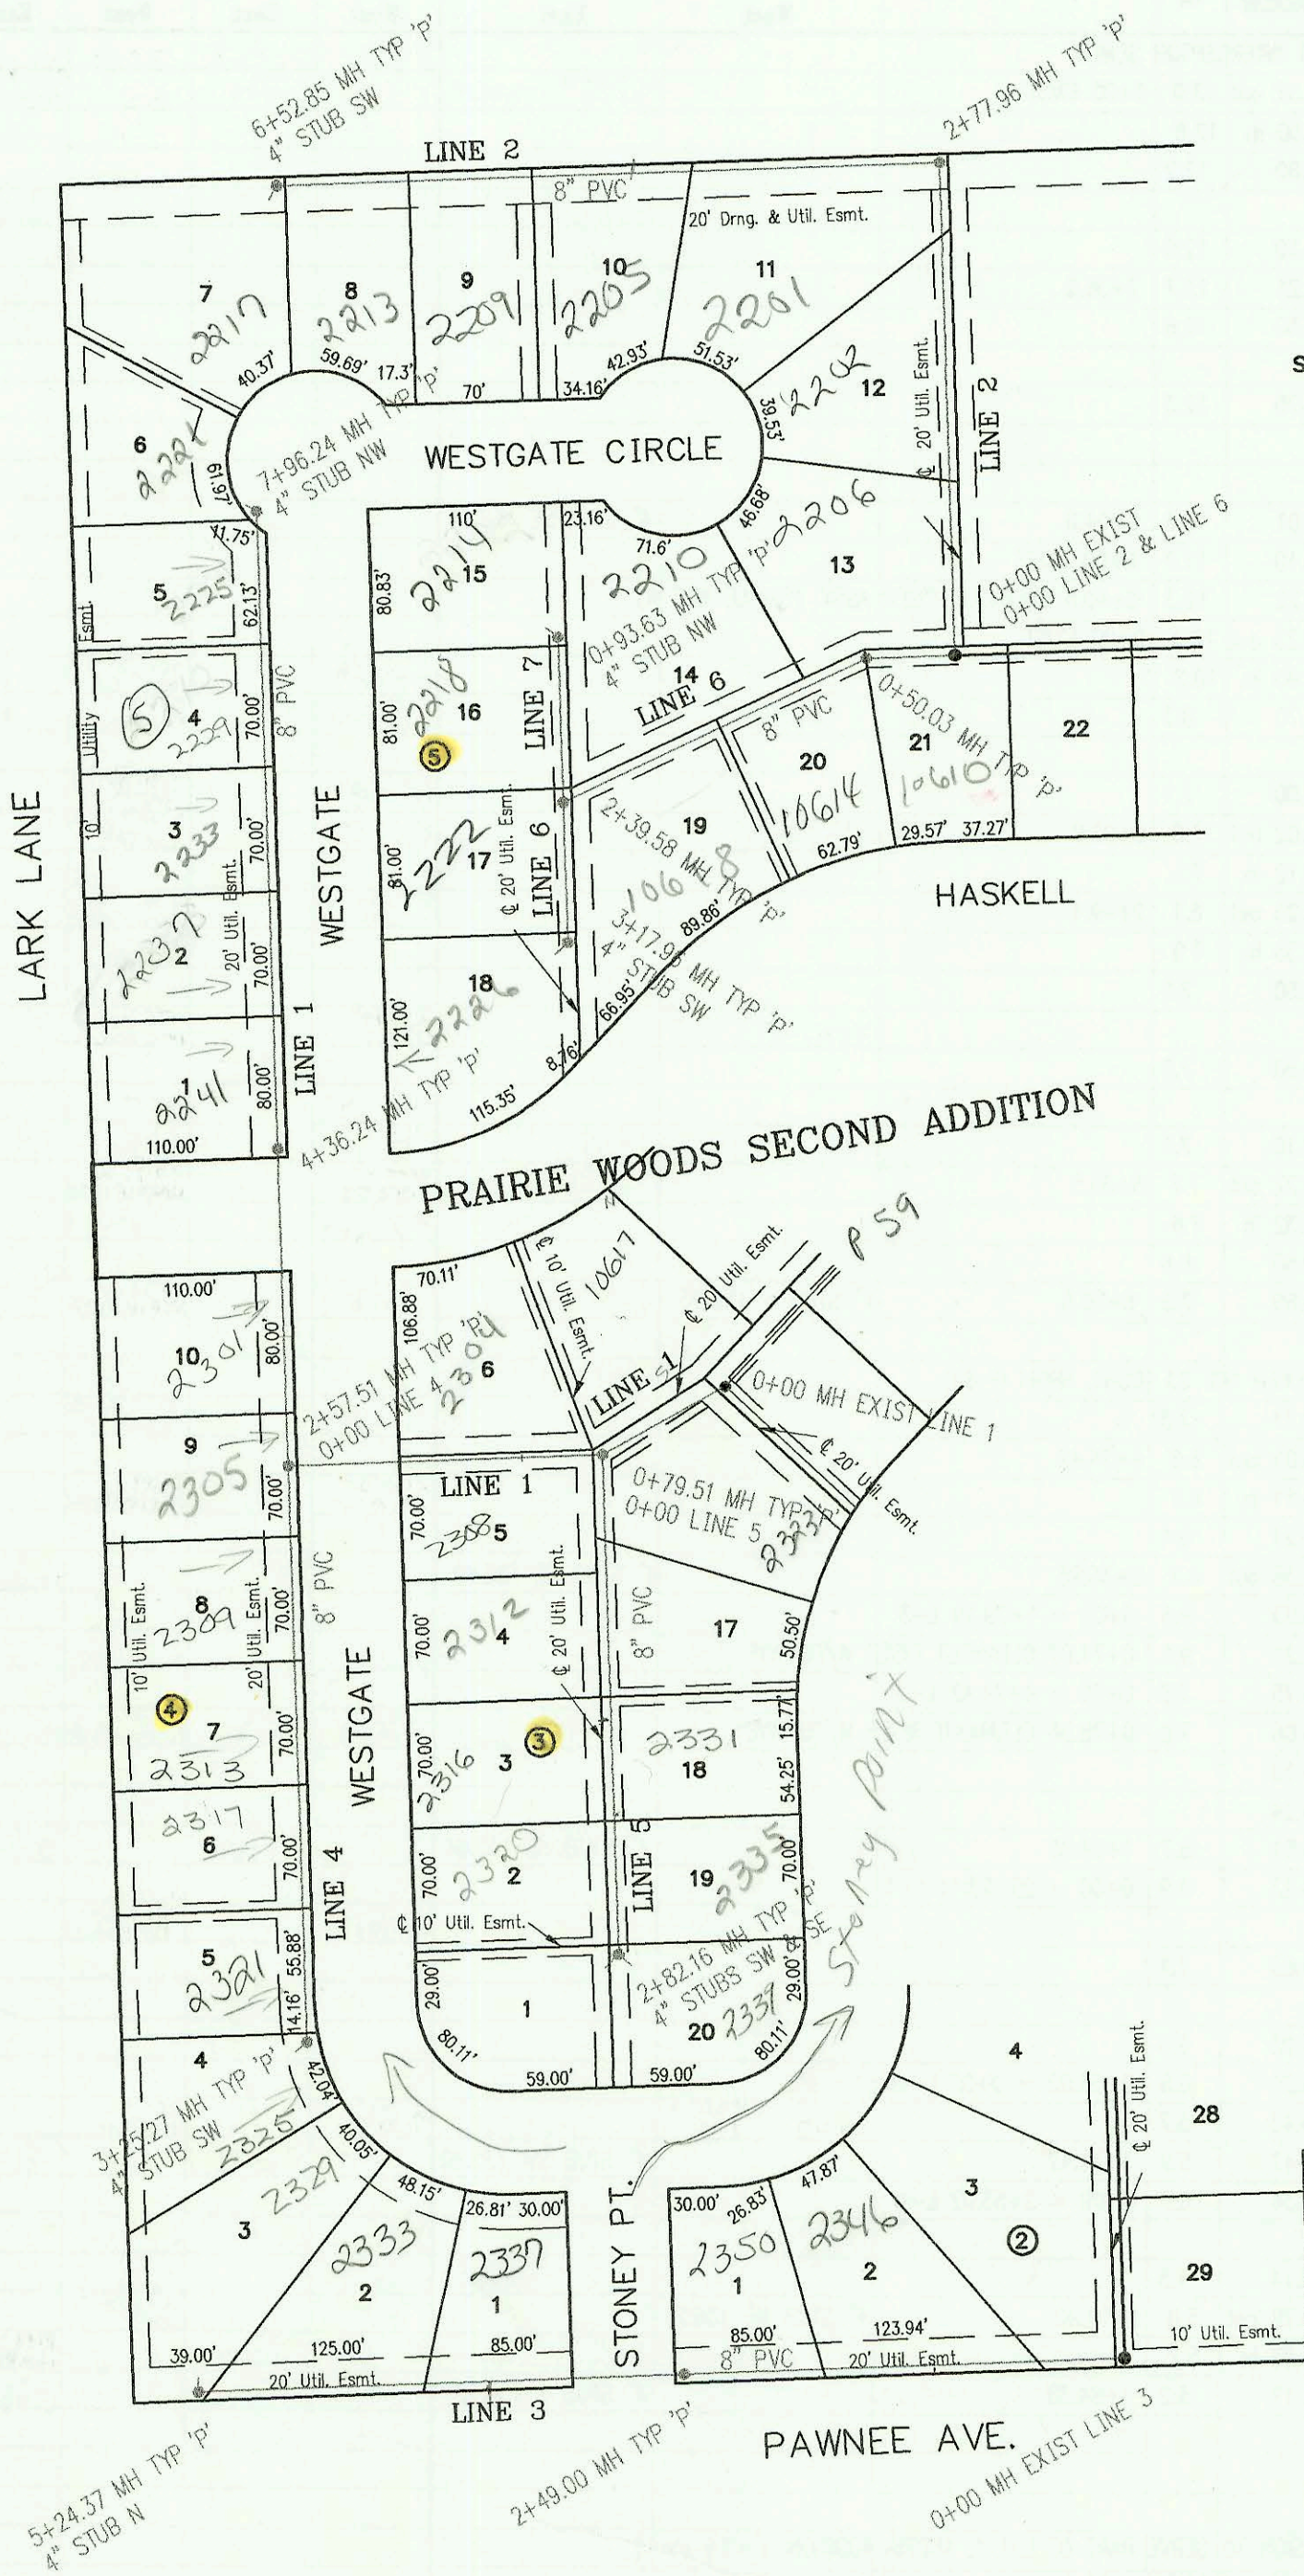 6+52.85 MH TYP 'P'
4" STUB SW
2+77.96 MH TYP 'P'
LINE 2
8" PVC
20' Drng. & Util. Esmt.
7
2217
8
2213
9
2209
10
2205
11
2201
40.37'
59.69'
17.3'
70'
34.16'
42.93'
51.53'
12
2202
39.53'
℄ 20' Util. Esmt.
LINE 2
S
6
2221
61.97'
7+96.24 MH TYP 'P'
4" STUB NW
WESTGATE CIRCLE
46.68'
2206
13
0+00 MH EXIST
0+00 LINE 2 & LINE 6
11.75'
5
2225
62.13'
Esmt.
110'
80.83'
2214
15
23.16'
71.6'
2210
0+93.63 MH TYP 'P'
4" STUB NW
14
LINE 6
8" PVC
Utility
5
4
2229
70.00'
8" PVC
81.00'
2218
16
5
LINE 7
0+50.03 MH TYP 'P'
20
10614
62.79'
21
10610
29.57'
37.27'
22
LARK LANE
10'
3
2233
70.00'
20' Util. Esmt.
WESTGATE
81.00'
2222
17
℄ 20' Util. Esmt.
LINE 6
19
2+39.58 MH TYP 'P'
89.86'
HASKELL
2237
2
70.00'
3+17.95 MH TYP 'P'
4" STUB SW
66.95'
LINE 1
18
2226
121.00'
8.76'
115.35'
1
2241
80.00'
110.00'
4+36.24 MH TYP 'P'
PRAIRIE WOODS SECOND ADDITION
P 59
110.00'
10
2301
80.00'
70.11'
106.88'
6
2304
℄ 10' Util. Esmt.
10617
℄ 20' Util. Esmt.
LINE 1
2+57.51 MH TYP 'P'
0+00 LINE 4
0+00 MH EXIST LINE 1
℄ 20' Util. Esmt.
9
2305
70.00'
LINE 1
70.00'
2308
5
0+79.51 MH TYP 'P'
0+00 LINE 5
8
2309
10' Util. Esmt.
20' Util. Esmt.
70.00'
8" PVC
70.00'
2312
4
℄ 20' Util. Esmt.
8" PVC
17
50.50'
4
7
2313
70.00'
WESTGATE
70.00'
2316
3
3
2331
18
15.77'
54.25'
Stoney Point
2317
6
70.00'
LINE 4
70.00'
2320
2
LINE 5
19
2335
70.00'
℄ 10' Util. Esmt.
5
2321
55.88'
14.16'
29.00'
1
80.11'
59.00'
2+82.16 MH TYP 'P'
4" STUBS SW & SE
20
2339
29.00'
80.11'
59.00'
4
42.04'
3+25.27 MH TYP 'P'
4" STUB SW
2325
40.05'
2329
3
48.15'
2333
2
26.81'
30.00'
2337
1
STONEY PT.
30.00'
26.83'
2350
1
47.87'
2346
2
3
2
4
℄ 20' Util. Esmt.
28
29
39.00'
125.00'
85.00'
20' Util. Esmt.
LINE 3
85.00'
8" PVC
123.94'
20' Util. Esmt.
10' Util. Esmt.
PAWNEE AVE.
5+24.37 MH TYP 'P'
4" STUB N
2+49.00 MH TYP 'P'
0+00 MH EXIST LINE 3